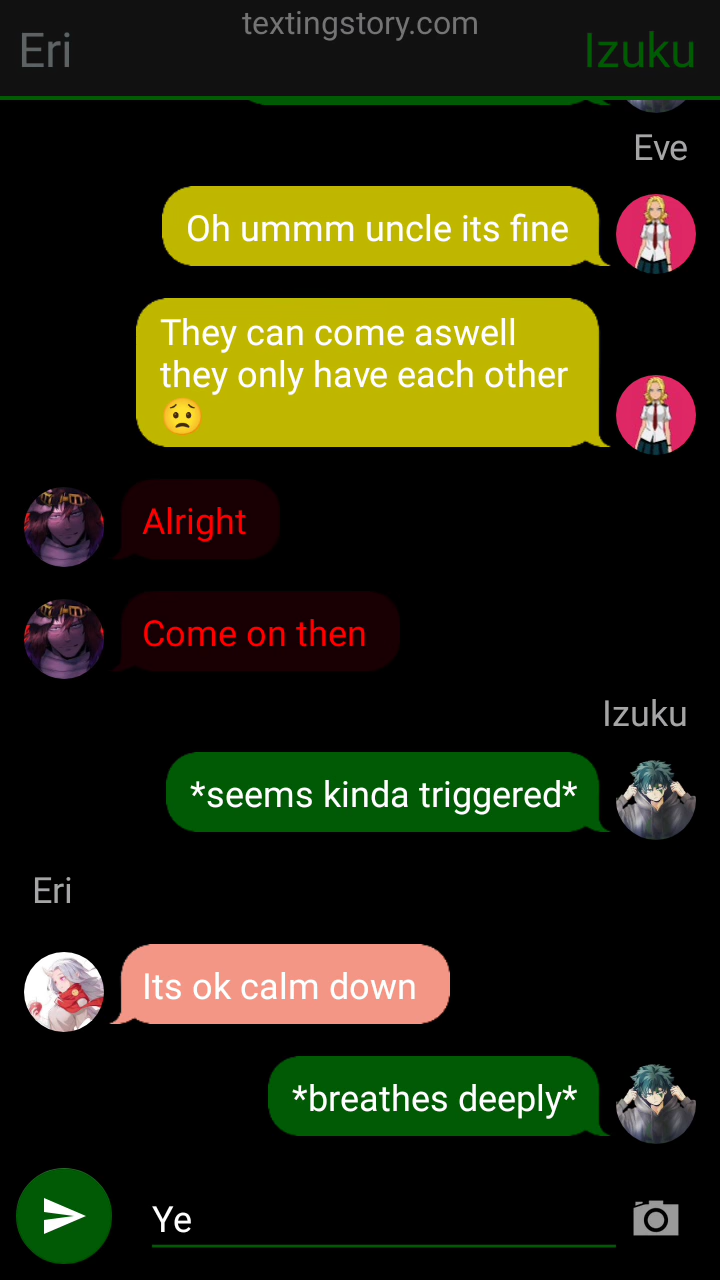 textingstory.com
Eri
Izuku
Eve
Oh ummm uncle its fine
They can come aswell
they only have each other
😟
Alright
Come on then
Izuku
*seems kinda triggered*
Eri
Its ok calm down
*breathes deeply*
Ye